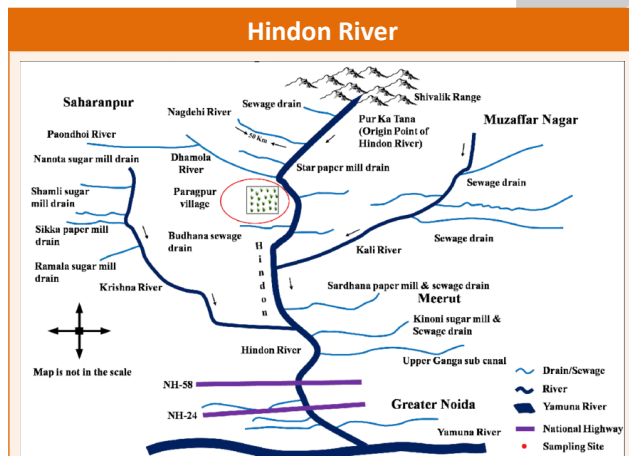 Hindon River
Saharanpur
Sewage drain
Shivalik Range
Nagdehi River
Pur Ka Tana
(Origin Point of
Hindon River)
Muzaffar Nagar
50 Km
Paondhoi River
Nanota sugar mill drain
Dhamola
River
Star paper mill drain
Shamli sugar
mill drain
Paragpur
village
Sewage drain
Sikka paper mill
drain
Budhana sewage
drain
Sewage drain
Kali River
Ramala sugar mill
drain
Krishna River
Hindon
Sardhana paper mill & sewage drain
Meerut
Kinoni sugar mill &
Sewage drain
Hindon River
Upper Ganga sub canal
Map is not in the scale
NH-58
NH-24
Greater Noida
Yamuna River
Drain/Sewage
River
Yamuna River
National Highway
Sampling Site